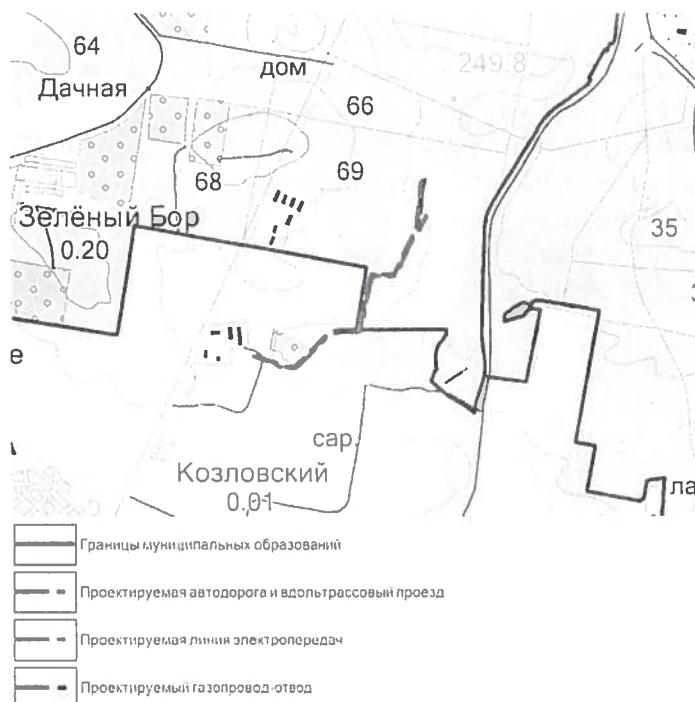 64
дом
249.8
Дачная
66
69
68
Зелёный Бор
0.20
35
е
сар.
Козловский
0.01
ла
Границы муниципальных образований
Проектируемая автодорога и вдольтрассовый проезд
Проектируемая линия электропередач
Проектируемый газопровод-отвод